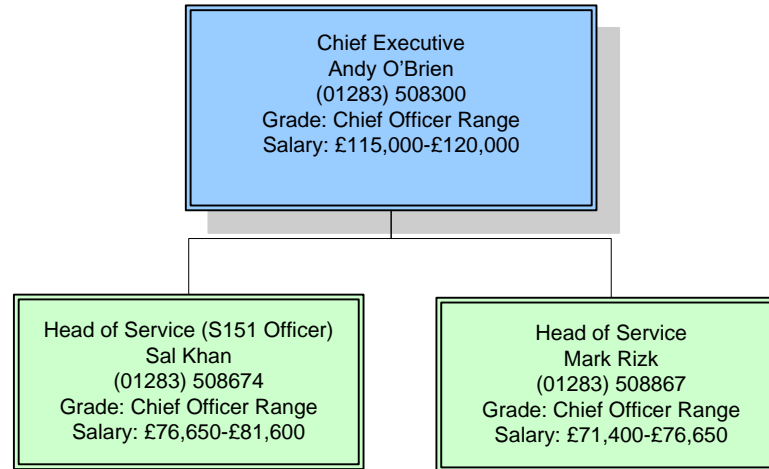 Chief Executive
Andy O’Brien
(01283) 508300
Grade: Chief Officer Range
Salary: £115,000-£120,000
Head of Service (S151 Officer)
Sal Khan
(01283) 508674
Grade: Chief Officer Range
Salary: £76,650-£81,600
Head of Service
Mark Rizk
(01283) 508867
Grade: Chief Officer Range
Salary: £71,400-£76,650